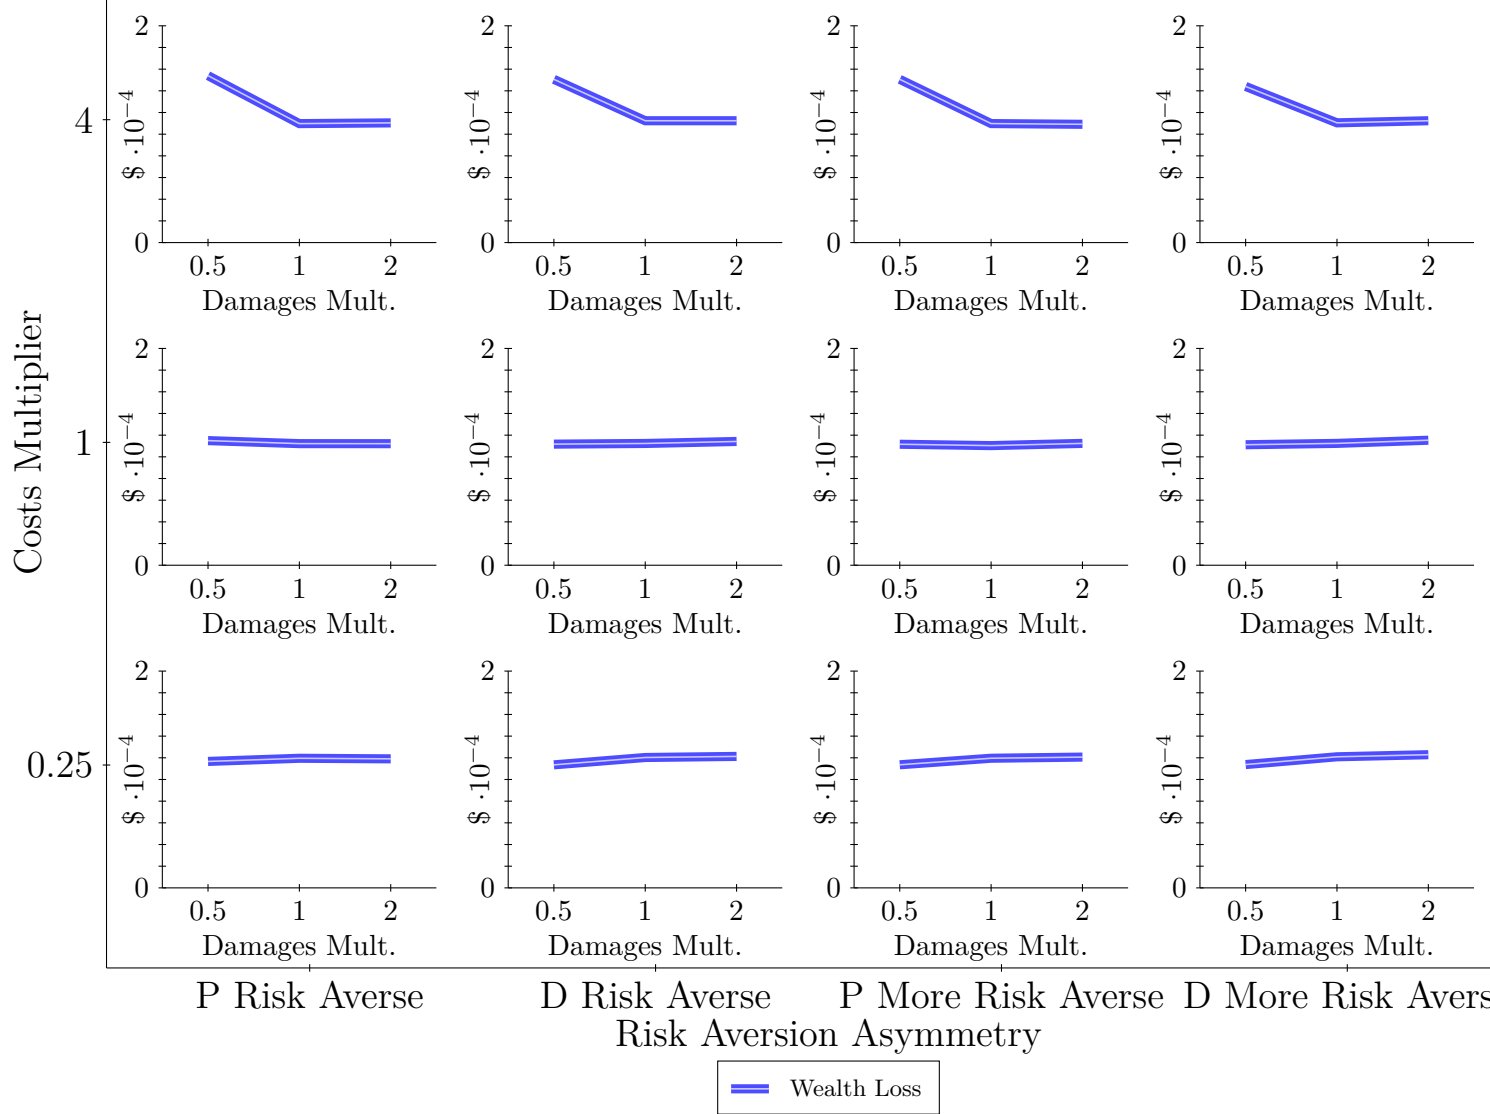 2 2 2 2
4 $ ·10⁻⁴ $ ·10⁻⁴ $ ·10⁻⁴ $ ·10⁻⁴
0 0 0 0
0.5 1 2 0.5 1 2 0.5 1 2 0.5 1 2
Damages Mult. Damages Mult. Damages Mult. Damages Mult.
Costs Multiplier
2 2 2 2
1 $ ·10⁻⁴ $ ·10⁻⁴ $ ·10⁻⁴ $ ·10⁻⁴
0 0 0 0
0.5 1 2 0.5 1 2 0.5 1 2 0.5 1 2
Damages Mult. Damages Mult. Damages Mult. Damages Mult.
2 2 2 2
0.25 $ ·10⁻⁴ $ ·10⁻⁴ $ ·10⁻⁴ $ ·10⁻⁴
0 0 0 0
0.5 1 2 0.5 1 2 0.5 1 2 0.5 1 2
Damages Mult. Damages Mult. Damages Mult. Damages Mult.
P Risk Averse D Risk Averse P More Risk Averse D More Risk Avers
Risk Aversion Asymmetry
Wealth Loss